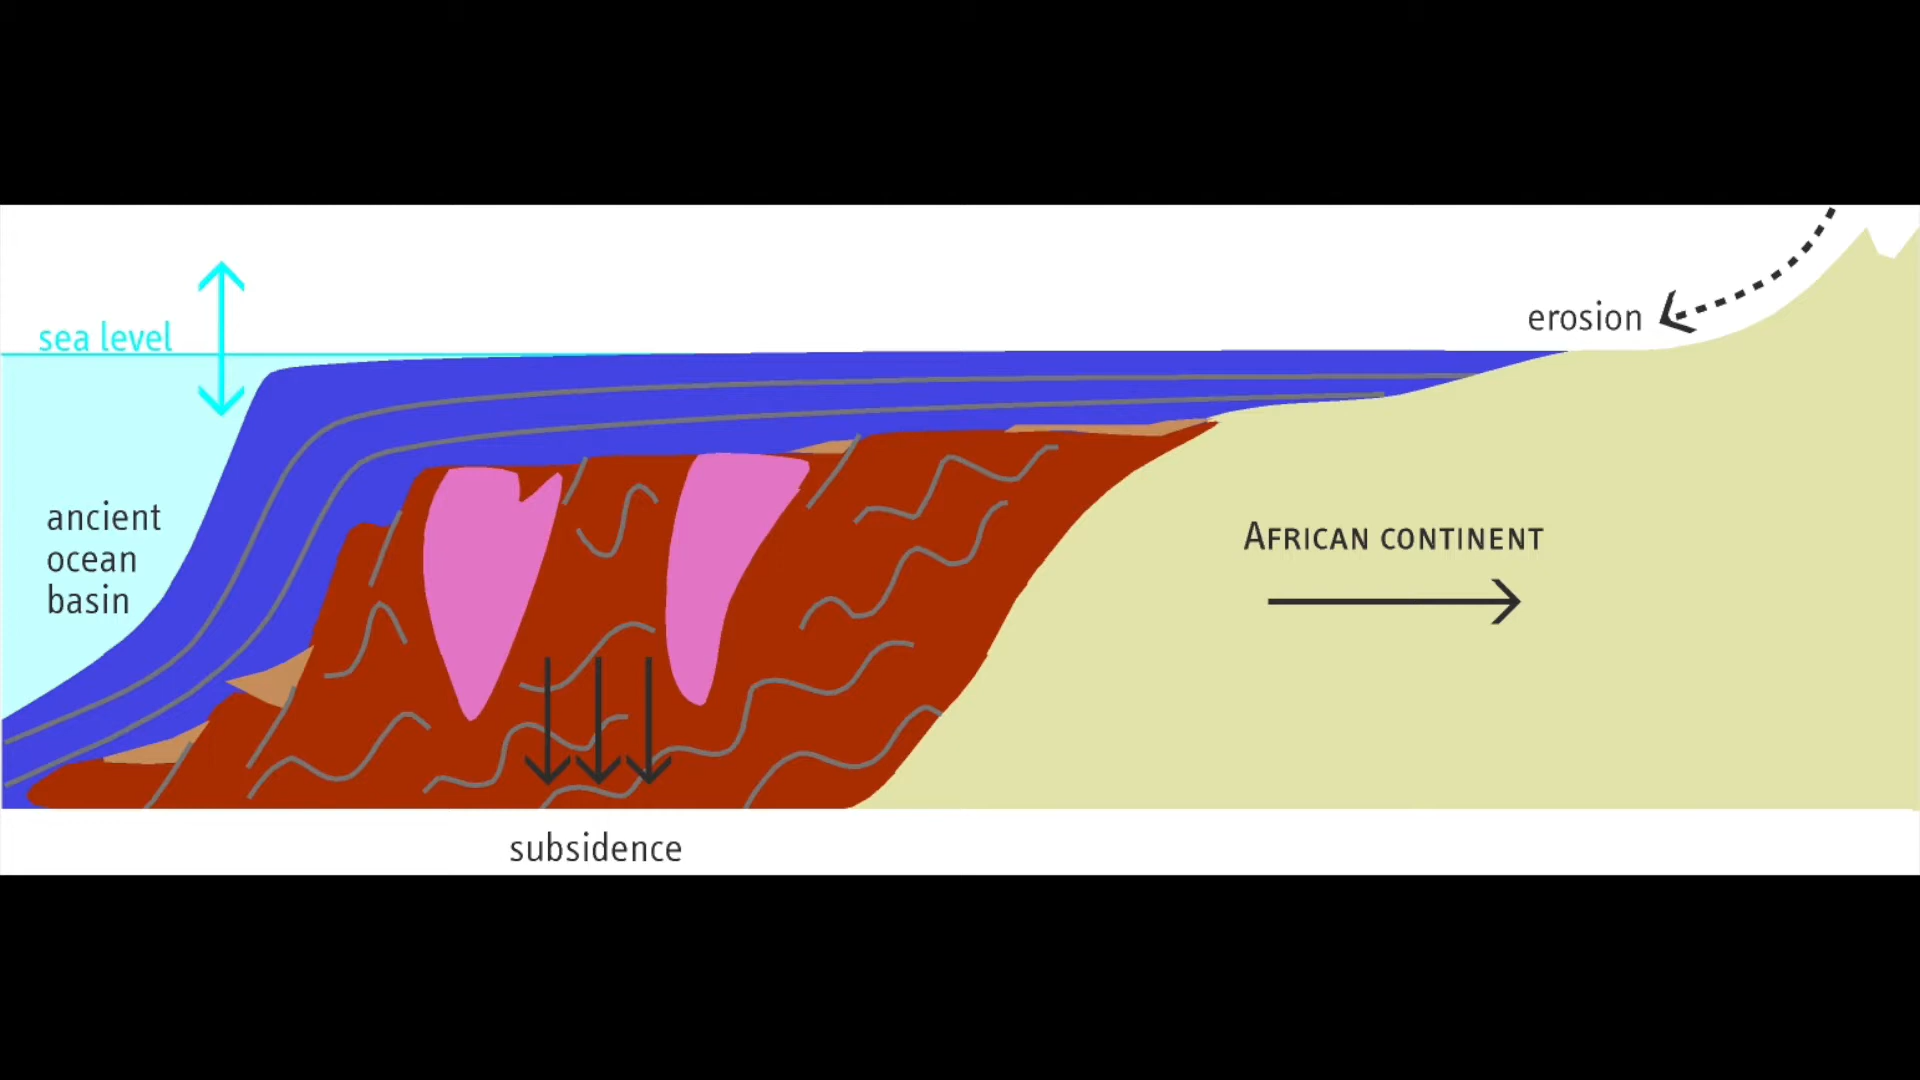 sea level
erosion
ancient
ocean
basin
AFRICAN CONTINENT
subsidence